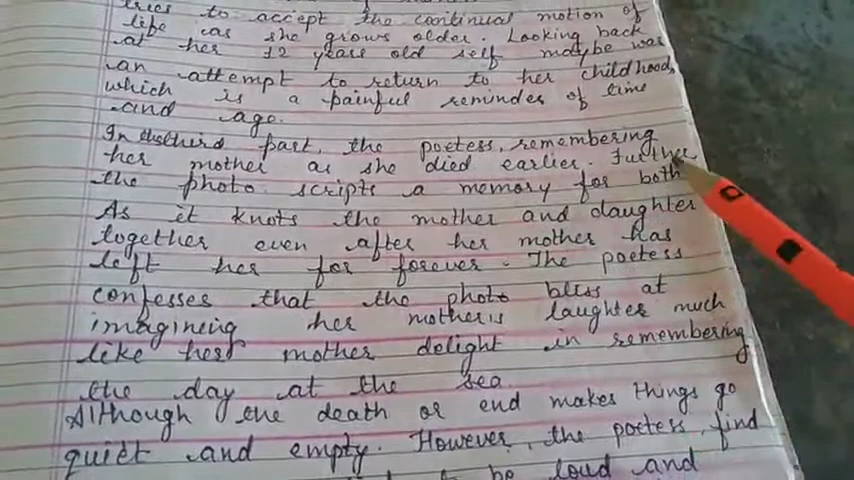 tries to accept the continual motion of
life as she grows older. Looking back
at her 12 years old self maybe was
an attempt to return to her childhood,
which is a painful reminder of time
and ago.
In third part, the poetess, remembering
her mother as she died earlier. Further
the photo scripts a memory for both
As it knots the mother and daughter
together even after her mother has
left her for forever. The poetess
confesses that the photo bliss at
imagineing her mother's laughter much
like her mother delight in remembering
the day at the sea.
Although the death or end makes things go
quiet and empty. However, the poetess, find
be loud and